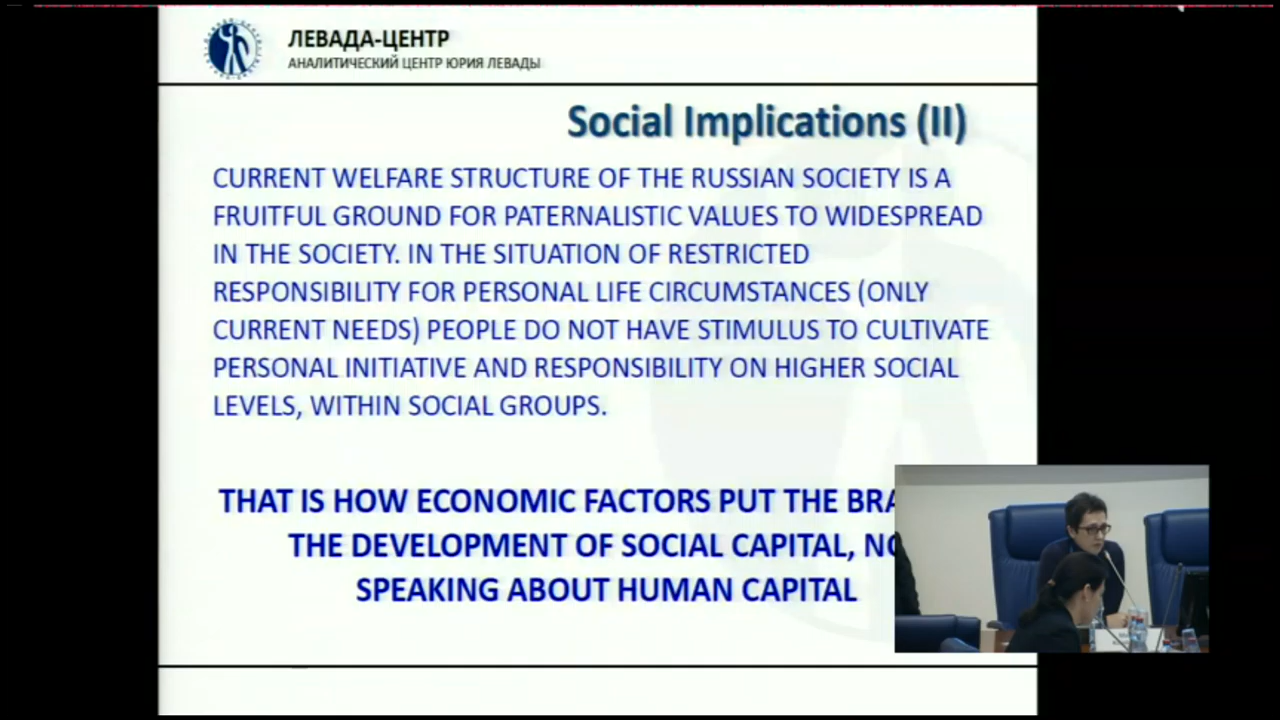 ЛЕВАДА-ЦЕНТР
АНАЛИТИЧЕСКИЙ ЦЕНТР ЮРИЯ ЛЕВАДЫ
Social Implications (II)
CURRENT WELFARE STRUCTURE OF THE RUSSIAN SOCIETY IS A
FRUITFUL GROUND FOR PATERNALISTIC VALUES TO WIDESPREAD
IN THE SOCIETY. IN THE SITUATION OF RESTRICTED
RESPONSIBILITY FOR PERSONAL LIFE CIRCUMSTANCES (ONLY
CURRENT NEEDS) PEOPLE DO NOT HAVE STIMULUS TO CULTIVATE
PERSONAL INITIATIVE AND RESPONSIBILITY ON HIGHER SOCIAL
LEVELS, WITHIN SOCIAL GROUPS.
THAT IS HOW ECONOMIC FACTORS PUT THE
THE DEVELOPMENT OF SOCIAL CAPITAL,
SPEAKING ABOUT HUMAN CAPITAL